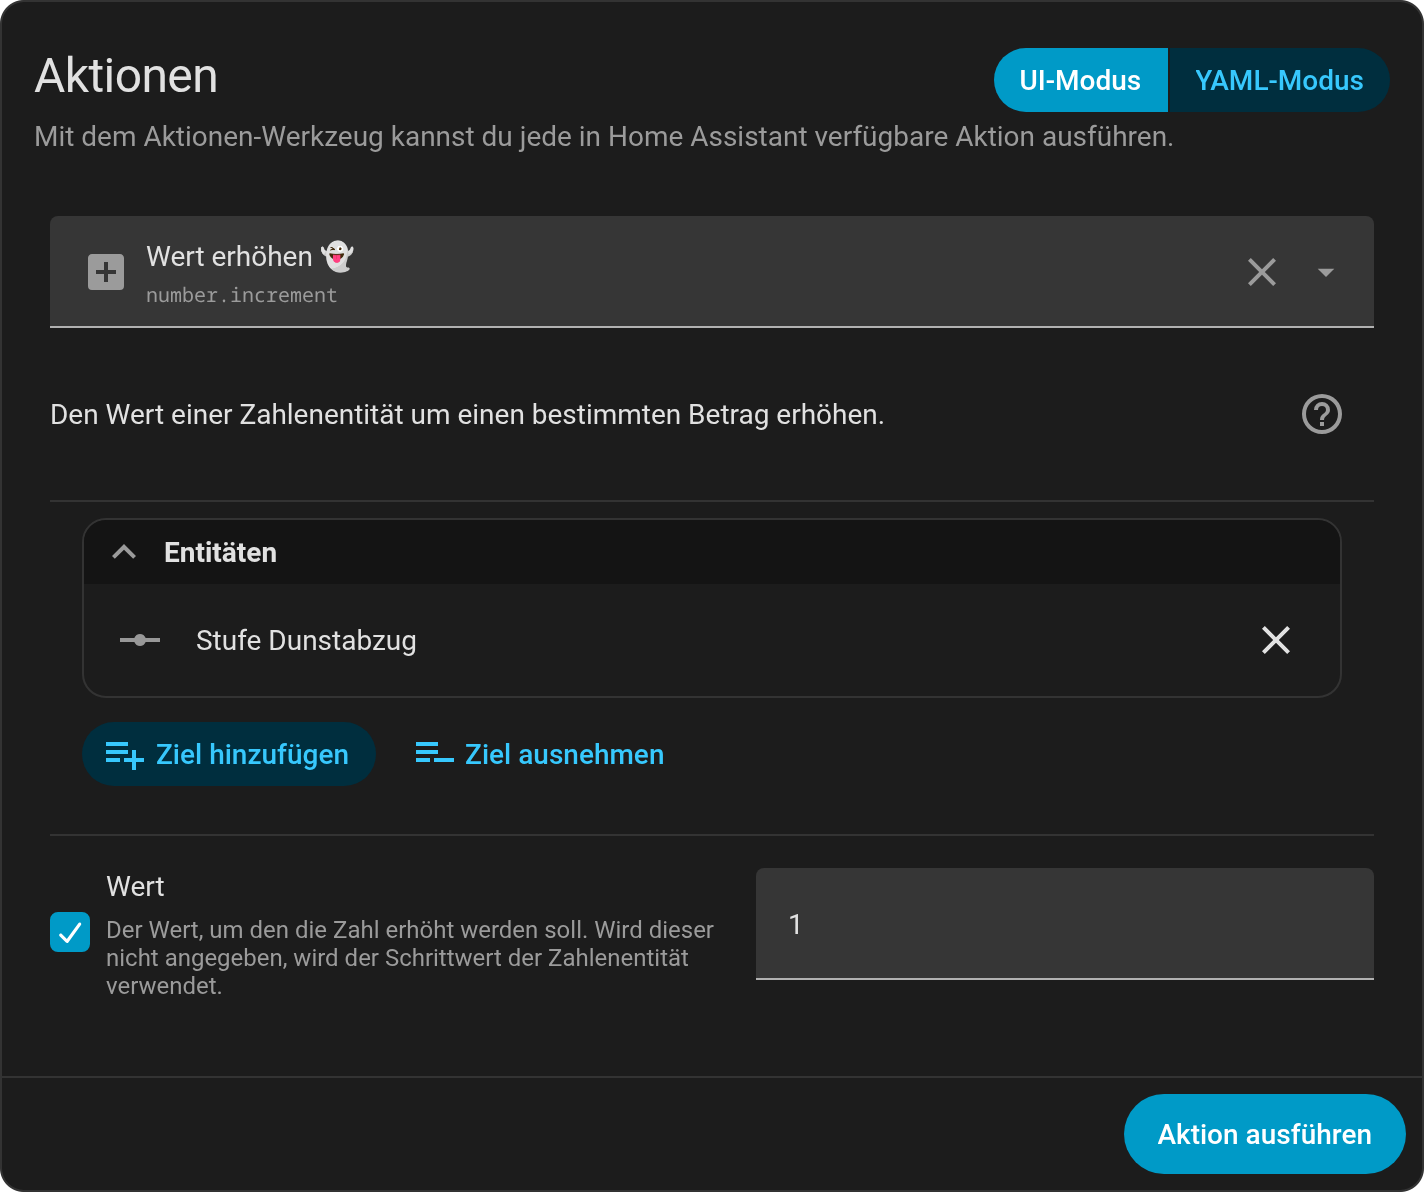 Aktionen
UI-Modus
YAML-Modus
Mit dem Aktionen-Werkzeug kannst du jede in Home Assistant verfügbare Aktion ausführen.
Wert erhöhen 👻
number.increment
Den Wert einer Zahlenentität um einen bestimmten Betrag erhöhen.
Entitäten
Stufe Dunstabzug
Ziel hinzufügen
Ziel ausnehmen
Wert
Der Wert, um den die Zahl erhöht werden soll. Wird dieser
nicht angegeben, wird der Schrittwert der Zahlenentität
verwendet.
1
Aktion ausführen